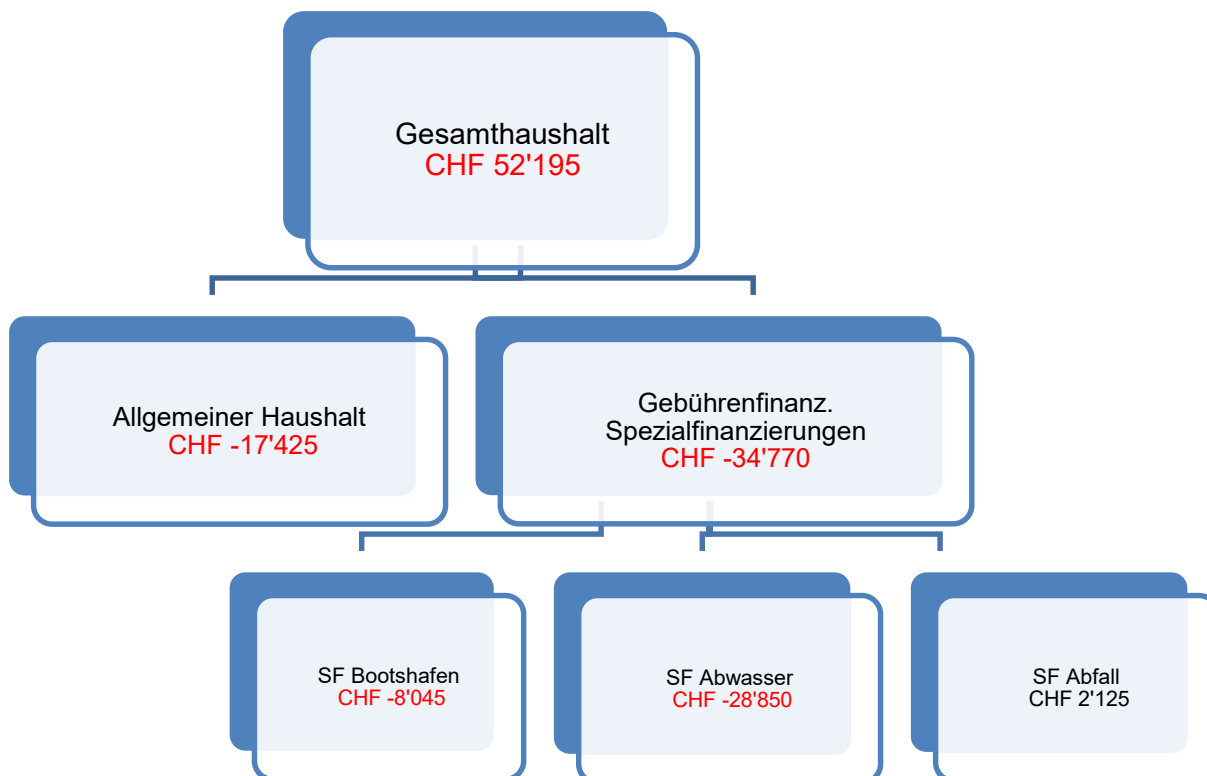 Gesamthaushalt
CHF 52'195
Allgemeiner Haushalt
CHF -17'425
Gebührenfinanz.
Spezialfinanzierungen
CHF -34'770
SF Bootshafen
CHF -8'045
SF Abwasser
CHF -28'850
SF Abfall
CHF 2'125